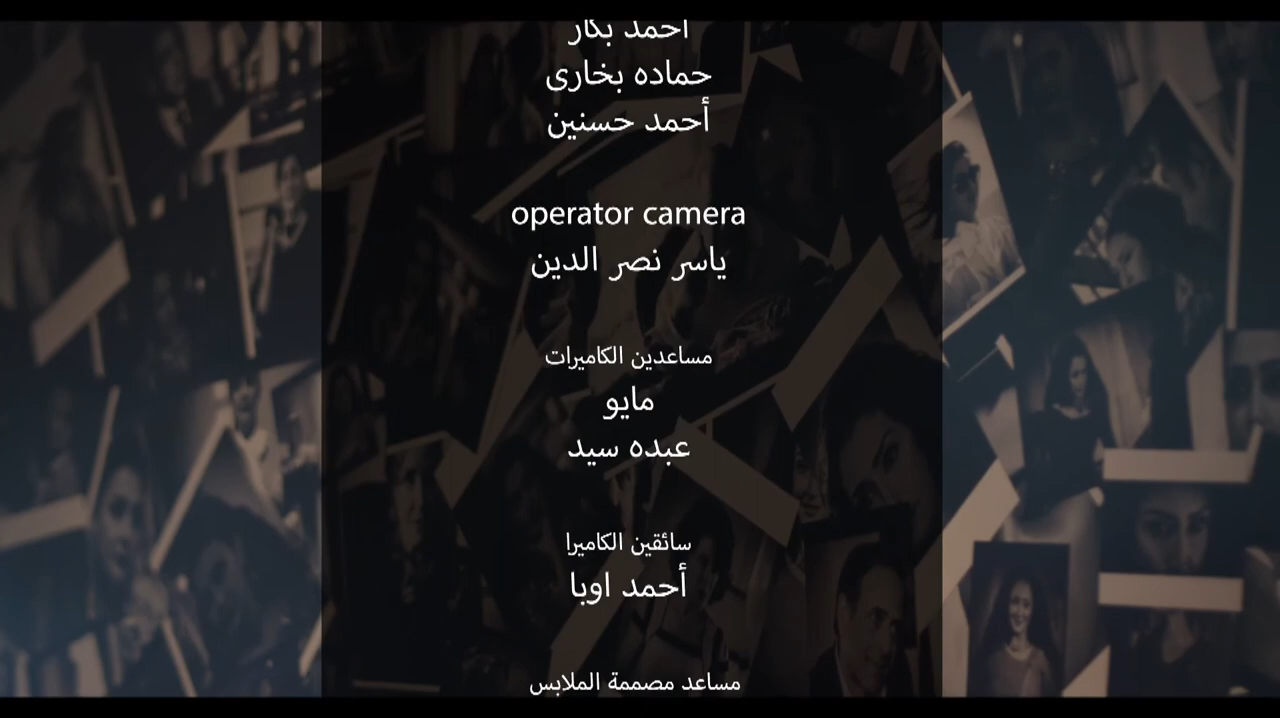 أحمد بكار
حماده بخارى
أحمد حسنين
operator camera
ياسر نصر الدين
مساعدين الكاميرات
مايو
عبده سيد
سائقين الكاميرا
أحمد اوبا
مساعد مصممة الملابس